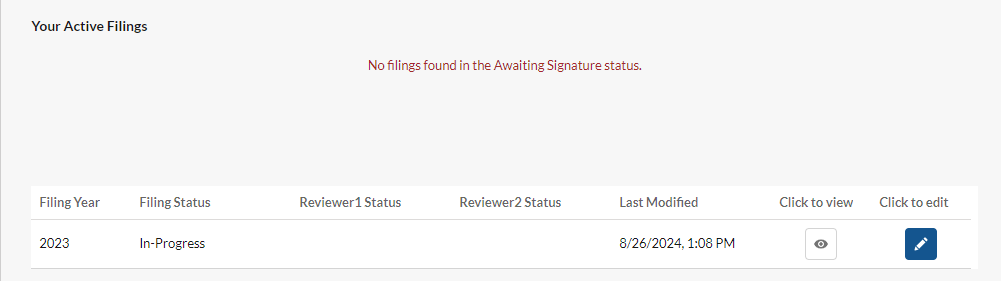 Your Active Filings
No filings found in the Awaiting Signature status.
Filing Year Filing Status Reviewer1 Status Reviewer2 Status Last Modified Click to view Click to edit
2023 In-Progress 8/26/2024, 1:08 PM